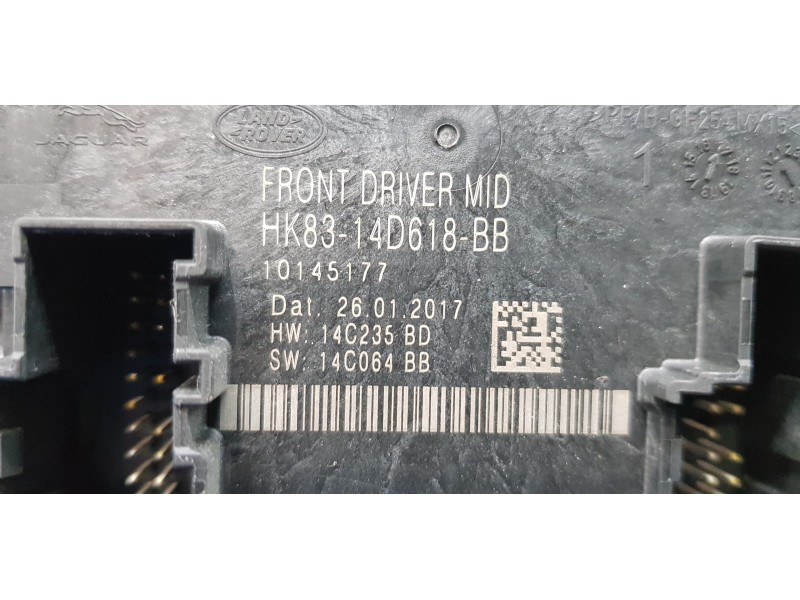 JAGUAR
LAND-
ROVER
FRONT DRIVER MID
HK83-14D618-BB
10145177
Dat. 26.01.2017
HW: 14C235 BD
SW: 14C064 BB
1